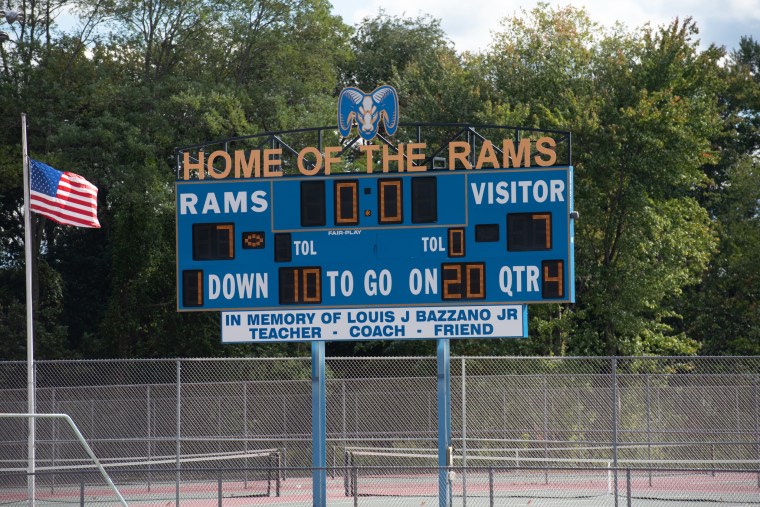 HOME OF THE RAMS
RAMS 0:0 VISITOR
FAIR-PLAY
7 TOL TOL 0 7
1 DOWN 10 TO GO ON 20 QTR 4
IN MEMORY OF LOUIS J BAZZANO JR
TEACHER - COACH - FRIEND